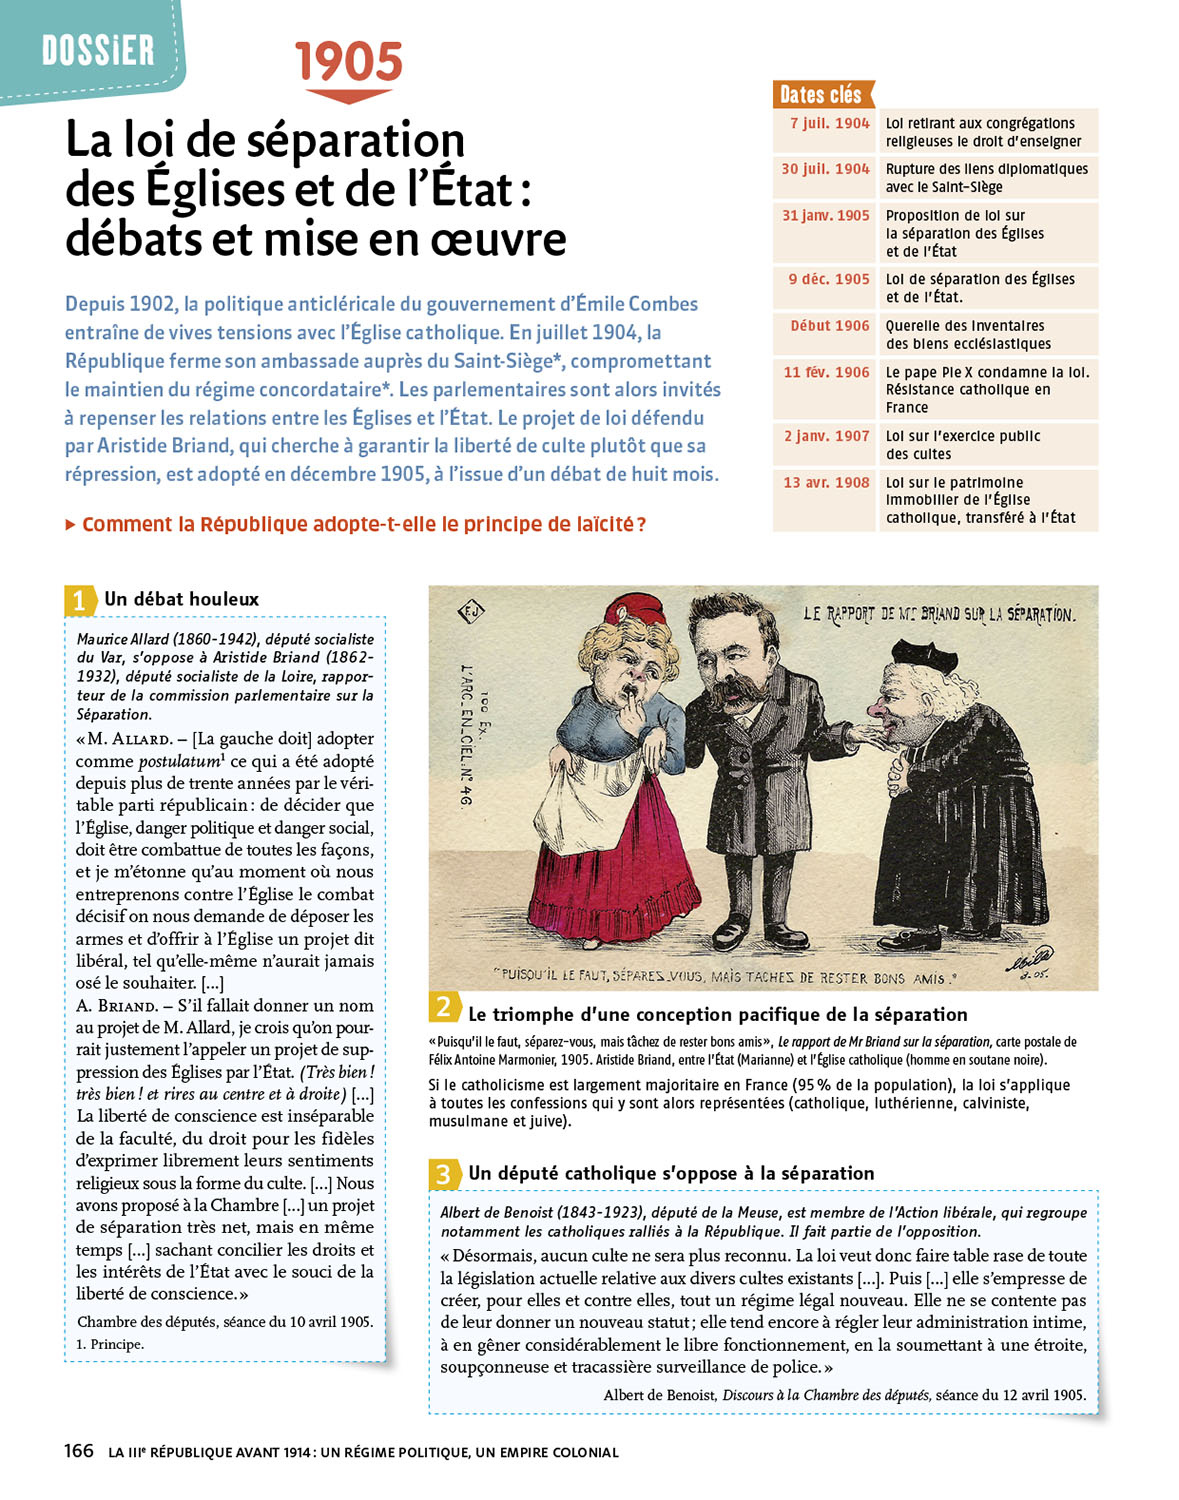 DOSSiER
1905
La loi de séparation
des Églises et de l'État :
débats et mise en œuvre
Depuis 1902, la politique anticléricale du gouvernement d'Émile Combes
entraîne de vives tensions avec l'Église catholique. En juillet 1904, la
République ferme son ambassade auprès du Saint-Siège*, compromettant
le maintien du régime concordataire*. Les parlementaires sont alors invités
à repenser les relations entre les Églises et l'État. Le projet de loi défendu
par Aristide Briand, qui cherche à garantir la liberté de culte plutôt que sa
répression, est adopté en décembre 1905, à l'issue d'un débat de huit mois.
▸ Comment la République adopte-t-elle le principe de laïcité ?
Dates clés
7 juil. 1904 Loi retirant aux congrégations
religieuses le droit d'enseigner
30 juil. 1904 Rupture des liens diplomatiques
avec le Saint-Siège
31 janv. 1905 Proposition de loi sur
la séparation des Églises
et de l'État
9 déc. 1905 Loi de séparation des Églises
et de l'État.
Début 1906 Querelle des Inventaires
des biens ecclésiastiques
11 fév. 1906 Le pape Pie X condamne la loi.
Résistance catholique en
France
2 janv. 1907 Loi sur l'exercice public
des cultes
13 avr. 1908 Loi sur le patrimoine
immobilier de l'Église
catholique, transféré à l'État
1 Un débat houleux
Maurice Allard (1860-1942), député socialiste
du Var, s'oppose à Aristide Briand (1862-
1932), député socialiste de la Loire, rappor-
teur de la commission parlementaire sur la
Séparation.
« M. ALLARD. – [La gauche doit] adopter
comme postulatum¹ ce qui a été adopté
depuis plus de trente années par le véri-
table parti républicain : de décider que
l'Église, danger politique et danger social,
doit être combattue de toutes les façons,
et je m'étonne qu'au moment où nous
entreprenons contre l'Église le combat
décisif on nous demande de déposer les
armes et d'offrir à l'Église un projet dit
libéral, tel qu'elle-même n'aurait jamais
osé le souhaiter. [...]
A. BRIAND. – S'il fallait donner un nom
au projet de M. Allard, je crois qu'on pour-
rait justement l'appeler un projet de sup-
pression des Églises par l'État. (Très bien !
très bien ! et rires au centre et à droite) [...]
La liberté de conscience est inséparable
de la faculté, du droit pour les fidèles
d'exprimer librement leurs sentiments
religieux sous la forme du culte. [...] Nous
avons proposé à la Chambre [...] un projet
de séparation très net, mais en même
temps [...] sachant concilier les droits et
les intérêts de l'État avec le souci de la
liberté de conscience. »
Chambre des députés, séance du 10 avril 1905.
1. Principe.
E.J
LE RAPPORT DE MR BRIAND SUR LA SÉPARATION.
100 Ex.
L'ARC_EN_CIEL. N° 46.
"PUISQU'IL LE FAUT, SÉPAREZ_VOUS, MAIS TACHEZ DE RESTER BONS AMIS."
3-05.
2 Le triomphe d'une conception pacifique de la séparation
« Puisqu'il le faut, séparez-vous, mais tâchez de rester bons amis », Le rapport de Mr Briand sur la séparation, carte postale de
Félix Antoine Marmonier, 1905. Aristide Briand, entre l'État (Marianne) et l'Église catholique (homme en soutane noire).
Si le catholicisme est largement majoritaire en France (95 % de la population), la loi s'applique
à toutes les confessions qui y sont alors représentées (catholique, luthérienne, calviniste,
musulmane et juive).
3 Un député catholique s'oppose à la séparation
Albert de Benoist (1843-1923), député de la Meuse, est membre de l'Action libérale, qui regroupe
notamment les catholiques ralliés à la République. Il fait partie de l'opposition.
« Désormais, aucun culte ne sera plus reconnu. La loi veut donc faire table rase de toute
la législation actuelle relative aux divers cultes existants [...]. Puis [...] elle s'empresse de
créer, pour elles et contre elles, tout un régime légal nouveau. Elle ne se contente pas
de leur donner un nouveau statut ; elle tend encore à régler leur administration intime,
à en gêner considérablement le libre fonctionnement, en la soumettant à une étroite,
soupçonneuse et tracassière surveillance de police. »
Albert de Benoist, Discours à la Chambre des députés, séance du 12 avril 1905.
166 LA IIIe RÉPUBLIQUE AVANT 1914 : UN RÉGIME POLITIQUE, UN EMPIRE COLONIAL